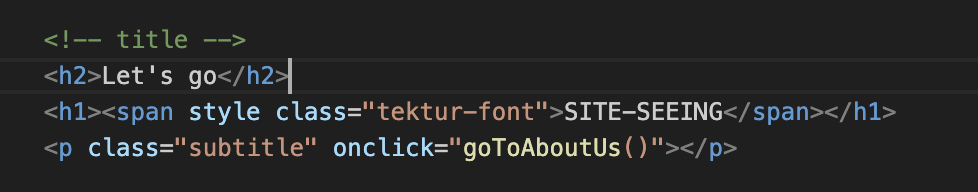 <!-- title -->
<h2>Let's go</h2>
<h1><span style class="tektur-font">SITE-SEEING</span></h1>
<p class="subtitle" onclick="goToAboutUs()"></p>